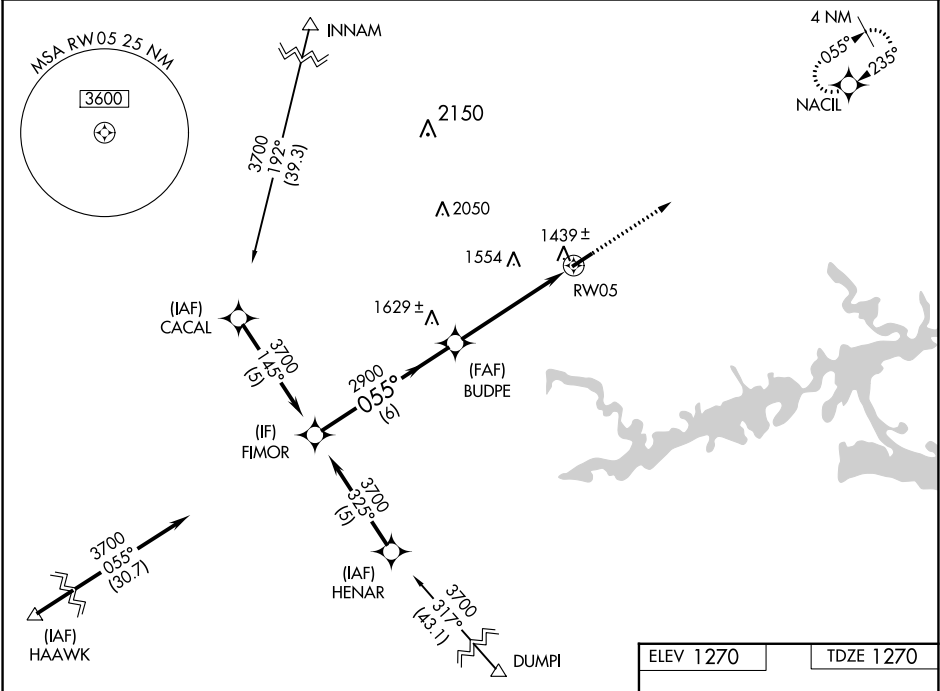 MSA RW05 25 NM
3600
INNAM
3700
192°
(39.3)
2150
2050
1554
1439 ±
RW05
1629 ±
4 NM
055°
235°
NACIL
(IAF)
CACAL
3700
145°
(5)
2900
055°
(6)
(FAF)
BUDPE
(IF)
FIMOR
3700
325°
(5)
(IAF)
HENAR
3700
055°
(30.7)
(IAF)
HAAWK
3700
317°
(43.1)
DUMPI
ELEV 1270
TDZE 1270